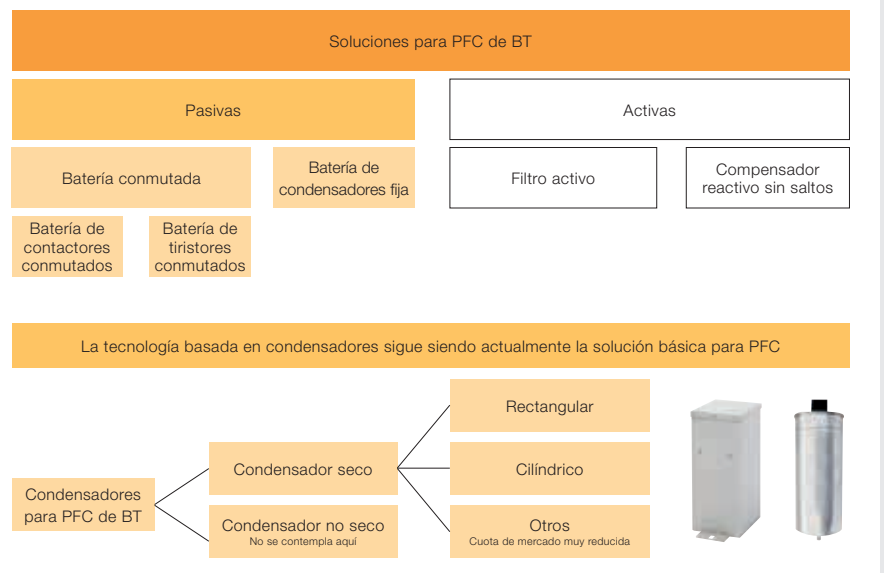 Soluciones para PFC de BT
Pasivas
Activas
Batería conmutada
Batería de
condensadores fija
Filtro activo
Compensador
reactivo sin saltos
Batería de
contactores
conmutados
Batería de
tiristores
conmutados
La tecnología basada en condensadores sigue siendo actualmente la solución básica para PFC
Rectangular
Condensador seco
Cilíndrico
Condensadores
para PFC de BT
Condensador no seco
No se contempla aquí
Otros
Cuota de mercado muy reducida